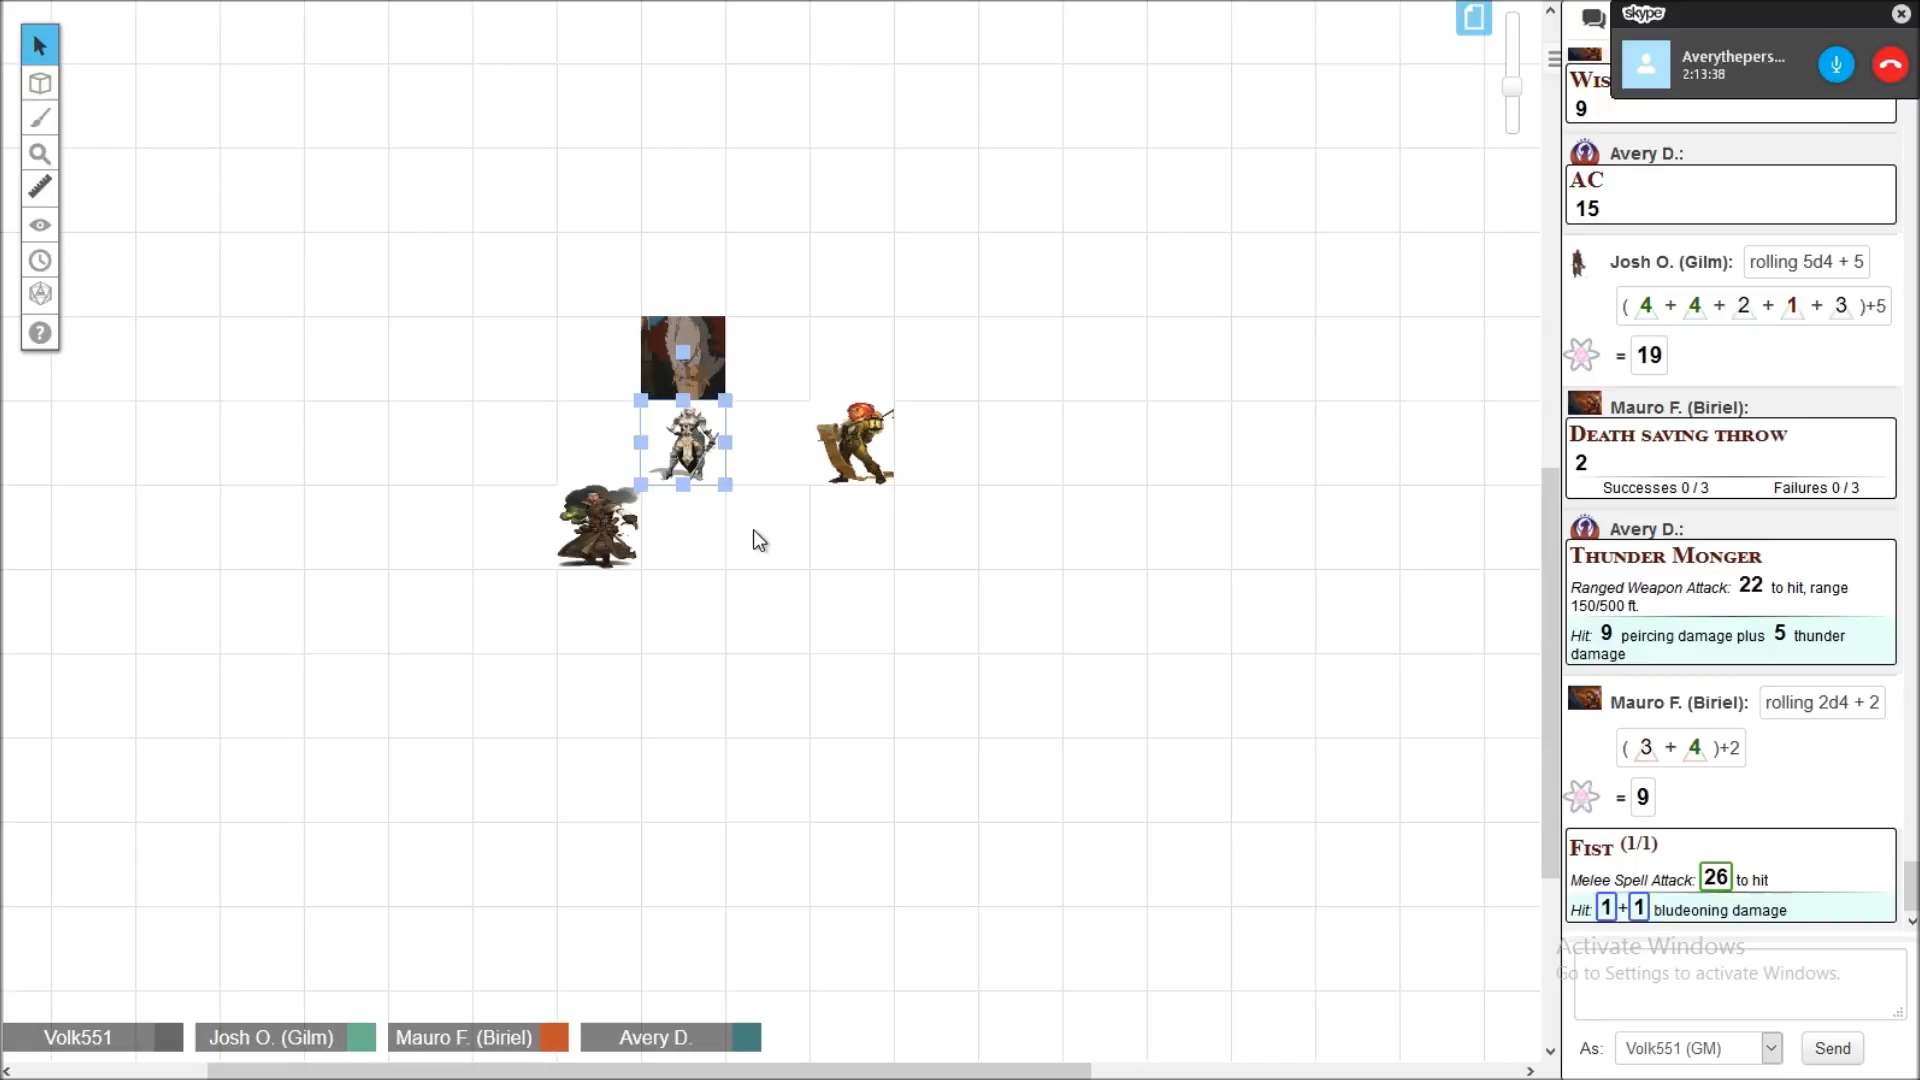 skype
Averythepers...
2:13:38
Wis
9
Avery D.:
AC
15
Josh O. (Gilm): rolling 5d4 + 5
( 4 + 4 + 2 + 1 + 3 )+5
= 19
Mauro F. (Biriel):
Death saving throw
2
Successes 0 / 3 Failures 0 / 3
Avery D.:
Thunder Monger
Ranged Weapon Attack: 22 to hit, range
150/500 ft.
Hit: 9 peircing damage plus 5 thunder
damage
Mauro F. (Biriel): rolling 2d4 + 2
( 3 + 4 )+2
= 9
Fist (1/1)
Melee Spell Attack: 26 to hit
Hit: 1 + 1 bludeoning damage
Activate Windows
Go to Settings to activate Windows.
As: Volk551 (GM) Send
Volk551 Josh O. (Gilm) Mauro F. (Biriel) Avery D.